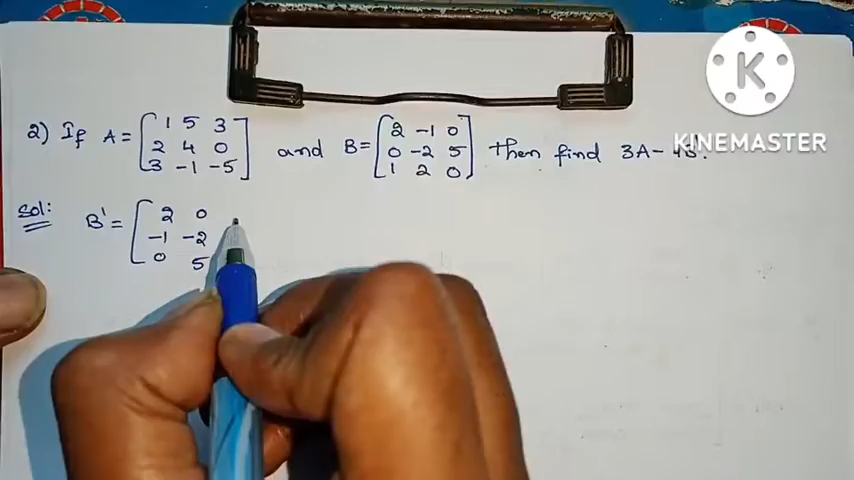 2) If A = [ 1 5 3
2 4 0
3 -1 -5 ] and B = [ 2 -1 0
0 -2 5
1 2 0 ] then find 3A - 4B'.
Sol: B' = [ 2 0
-1 -2
0 5
KINEMASTER